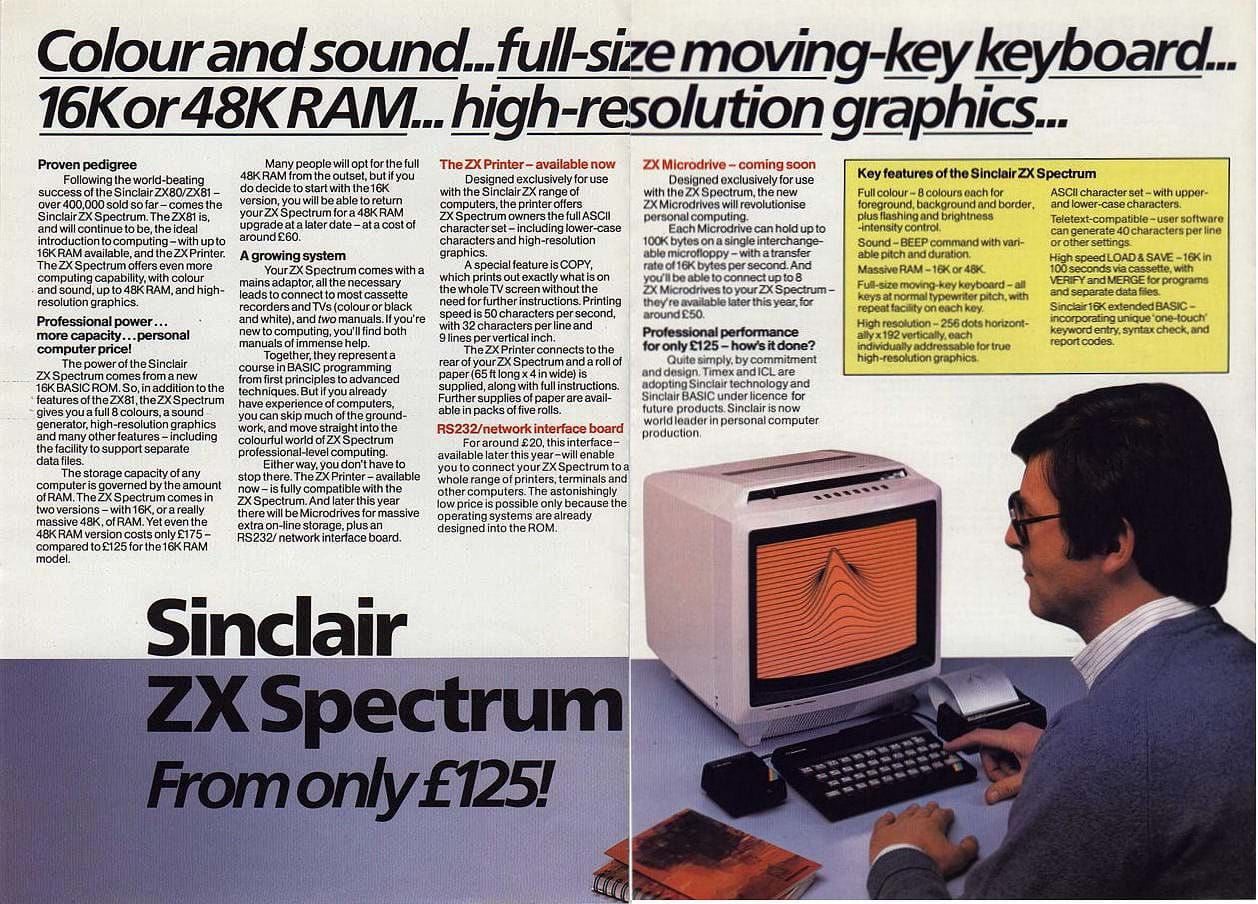 Colour and sound...full-size moving-key keyboard...
16K or 48K RAM... high-resolution graphics...
Proven pedigree
Following the world-beating
success of the Sinclair ZX80/ZX81 –
over 400,000 sold so far – comes the
Sinclair ZX Spectrum. The ZX81 is,
and will continue to be, the ideal
introduction to computing – with up to
16K RAM available, and the ZX Printer.
The ZX Spectrum offers even more
computing capability, with colour
and sound, up to 48K RAM, and high-
resolution graphics.
Professional power...
more capacity...personal
computer price!
The power of the Sinclair
ZX Spectrum comes from a new
16K BASIC ROM. So, in addition to the
features of the ZX81, the ZX Spectrum
gives you a full 8 colours, a sound
generator, high-resolution graphics
and many other features – including
the facility to support separate
data files.
The storage capacity of any
computer is governed by the amount
of RAM. The ZX Spectrum comes in
two versions – with 16K, or a really
massive 48K, of RAM. Yet even the
48K RAM version costs only £175 –
compared to £125 for the 16K RAM
model.
Many people will opt for the full
48K RAM from the outset, but if you
do decide to start with the 16K
version, you will be able to return
your ZX Spectrum for a 48K RAM
upgrade at a later date – at a cost of
around £60.
A growing system
Your ZX Spectrum comes with a
mains adaptor, all the necessary
leads to connect to most cassette
recorders and TVs (colour or black
and white), and two manuals. If you're
new to computing, you'll find both
manuals of immense help.
Together, they represent a
course in BASIC programming
from first principles to advanced
techniques. But if you already
have experience of computers,
you can skip much of the ground-
work, and move straight into the
colourful world of ZX Spectrum
professional-level computing.
Either way, you don't have to
stop there. The ZX Printer – available
now – is fully compatible with the
ZX Spectrum. And later this year
there will be Microdrives for massive
extra on-line storage, plus an
RS232/ network interface board.
The ZX Printer – available now
Designed exclusively for use
with the Sinclair ZX range of
computers, the printer offers
ZX Spectrum owners the full ASCII
character set – including lower-case
characters and high-resolution
graphics.
A special feature is COPY,
which prints out exactly what is on
the whole TV screen without the
need for further instructions. Printing
speed is 50 characters per second,
with 32 characters per line and
9 lines per vertical inch.
The ZX Printer connects to the
rear of your ZX Spectrum and a roll of
paper (65 ft long x 4 in wide) is
supplied, along with full instructions.
Further supplies of paper are avail-
able in packs of five rolls.
RS232/network interface board
For around £20, this interface –
available later this year – will enable
you to connect your ZX Spectrum to a
whole range of printers, terminals and
other computers. The astonishingly
low price is possible only because the
operating systems are already
designed into the ROM.
ZX Microdrive – coming soon
Designed exclusively for use
with the ZX Spectrum, the new
ZX Microdrives will revolutionise
personal computing.
Each Microdrive can hold up to
100K bytes on a single interchange-
able microfloppy – with a transfer
rate of 16K bytes per second. And
you'll be able to connect up to 8
ZX Microdrives to your ZX Spectrum –
they're available later this year, for
around £50.
Professional performance
for only £125 – how's it done?
Quite simply, by commitment
and design. Timex and ICL are
adopting Sinclair technology and
Sinclair BASIC under licence for
future products. Sinclair is now
world leader in personal computer
production.
Key features of the Sinclair ZX Spectrum
Full colour – 8 colours each for
foreground, background and border,
plus flashing and brightness
-intensity control.
Sound – BEEP command with vari-
able pitch and duration.
Massive RAM – 16K or 48K.
Full-size moving-key keyboard – all
keys at normal typewriter pitch, with
repeat facility on each key.
High resolution – 256 dots horizont-
ally x 192 vertically, each
individually addressable for true
high-resolution graphics.
ASCII character set – with upper-
and lower-case characters.
Teletext-compatible – user software
can generate 40 characters per line
or other settings.
High speed LOAD & SAVE – 16K in
100 seconds via cassette, with
VERIFY and MERGE for programs
and separate data files.
Sinclair 16K extended BASIC –
incorporating unique 'one-touch'
keyword entry, syntax check, and
report codes.
Sinclair
ZX Spectrum
From only £125!